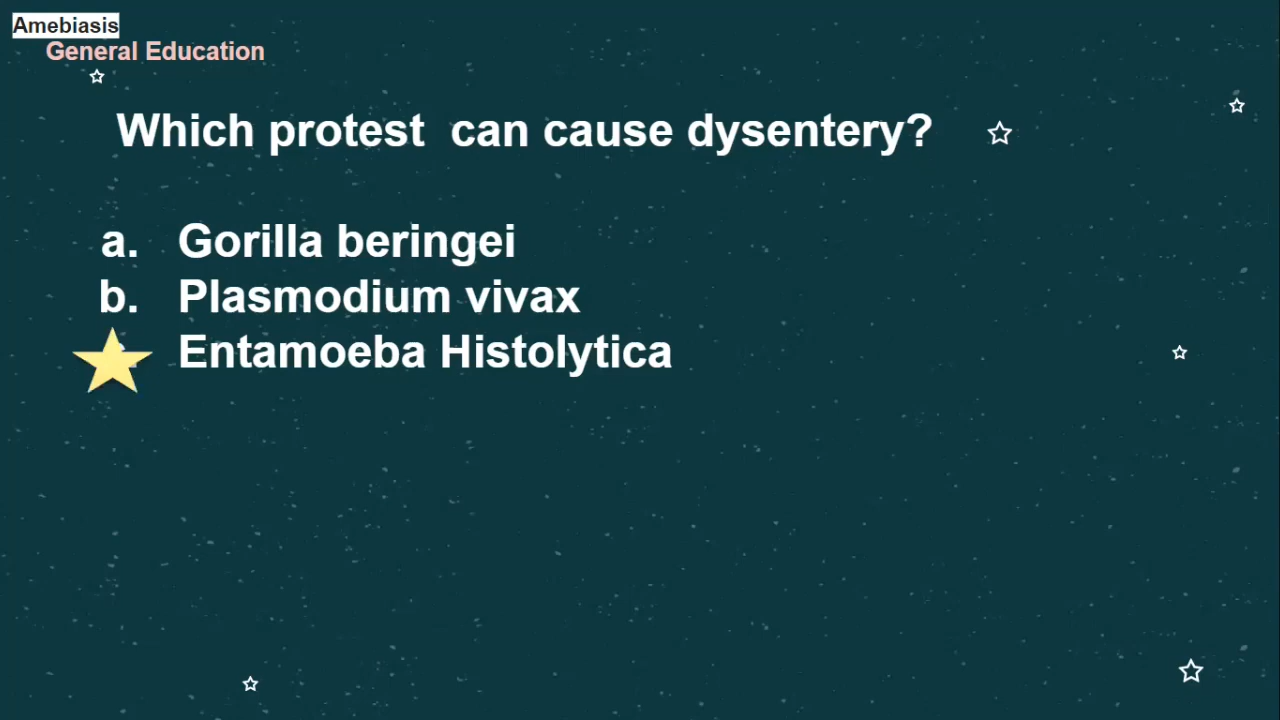 Amebiasis
General Education
Which protest can cause dysentery?
a. Gorilla beringei
b. Plasmodium vivax
Entamoeba Histolytica